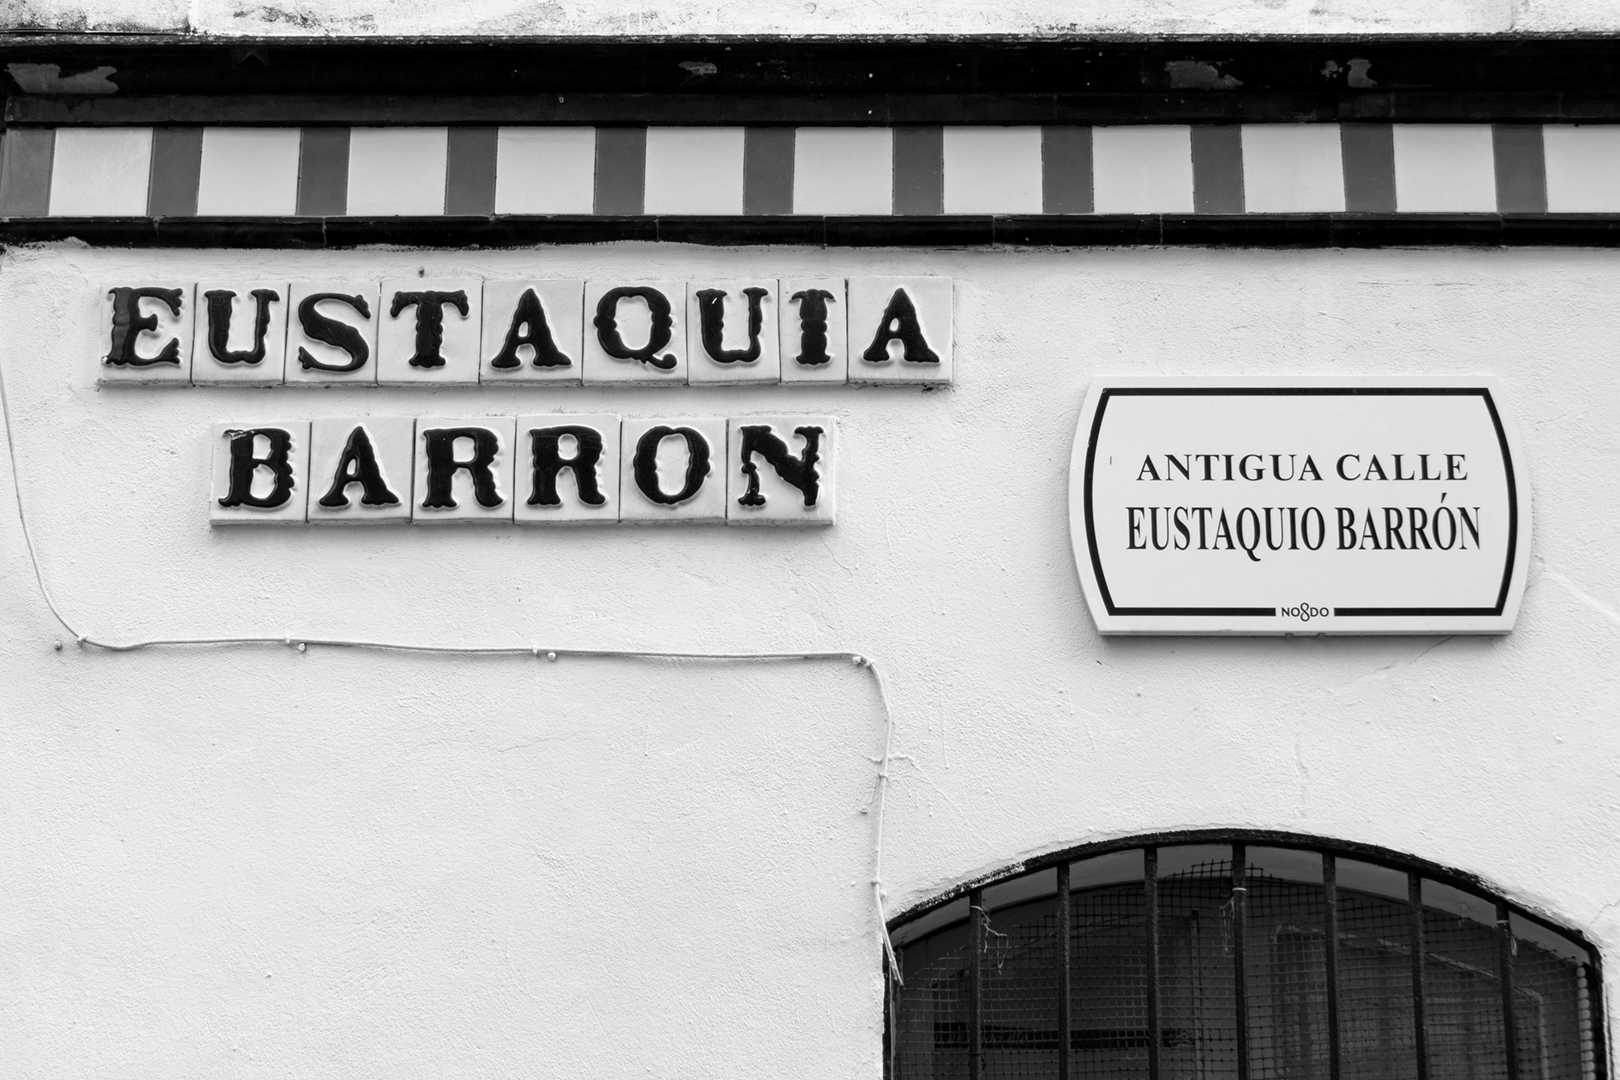 EUSTAQUIA
BARRON
ANTIGUA CALLE
EUSTAQUIO BARRÓN
NO8DO